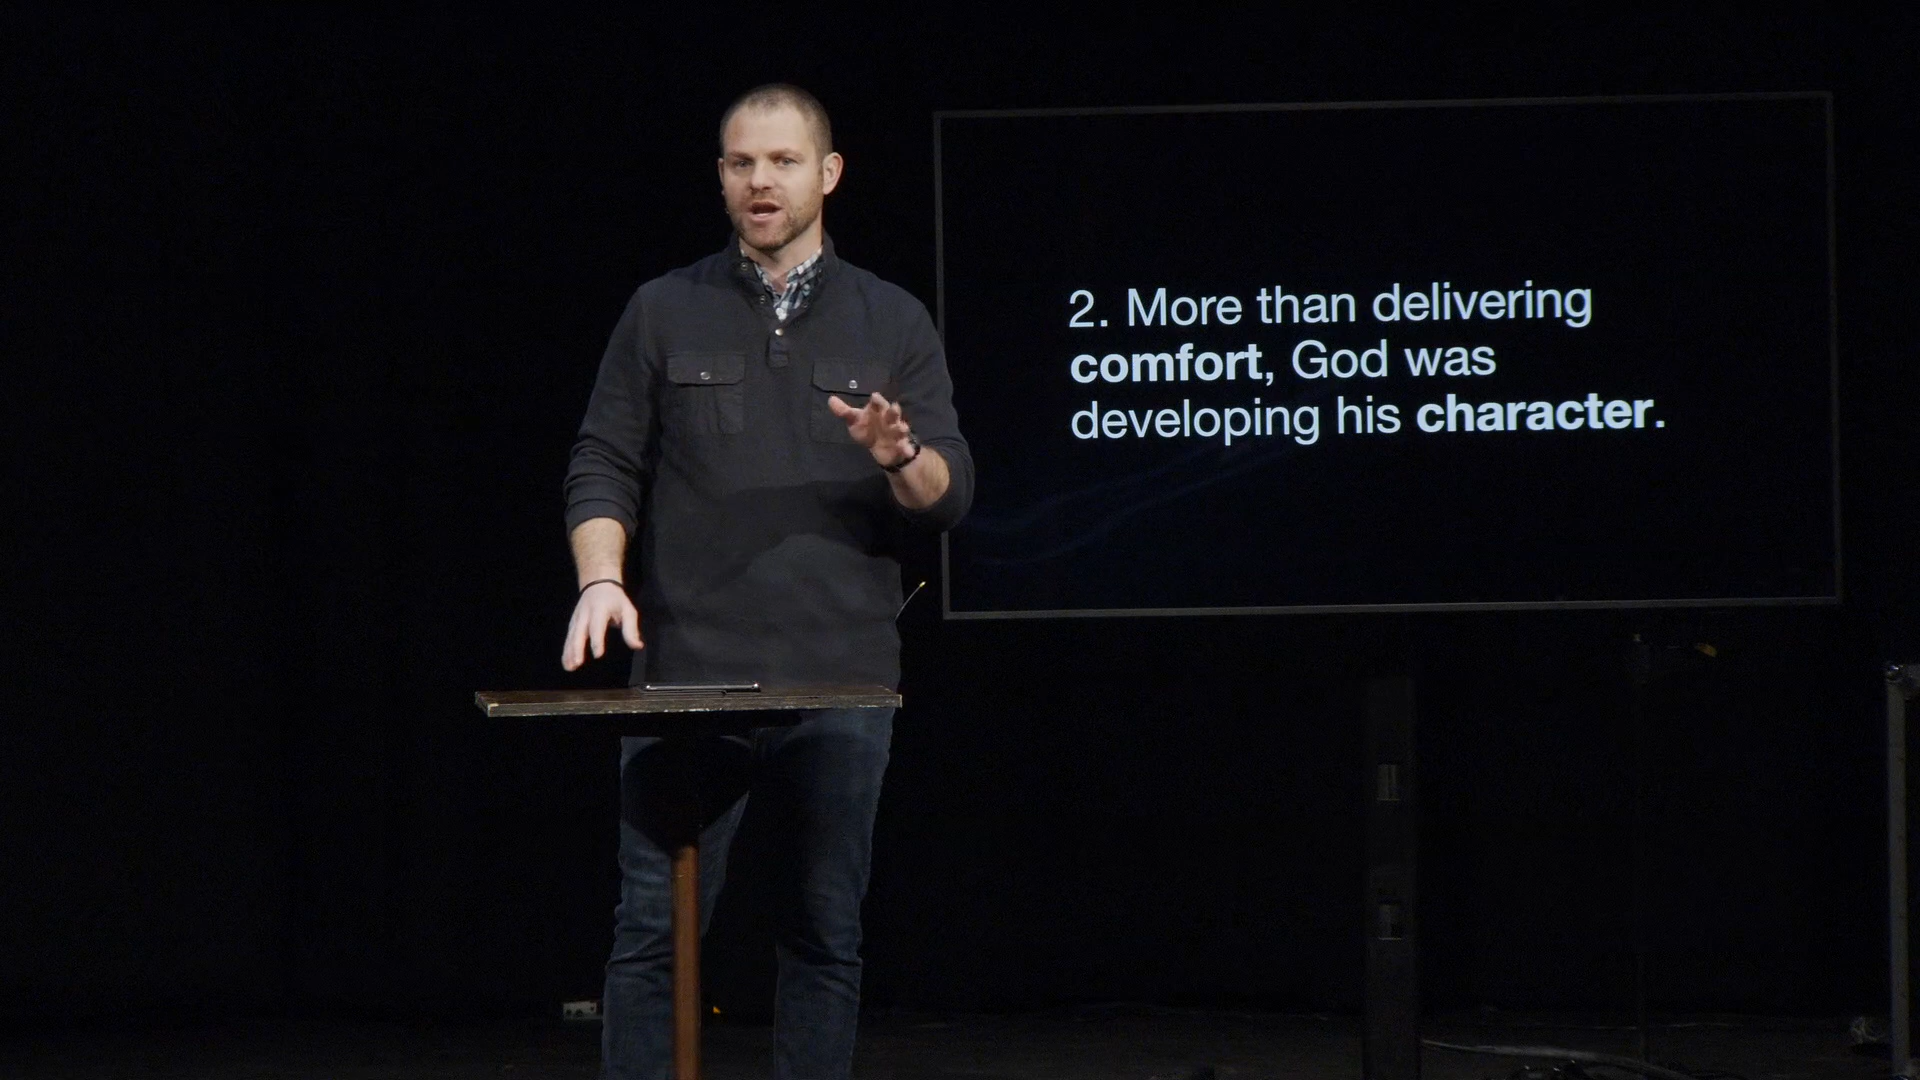 2. More than delivering
comfort, God was
developing his character.